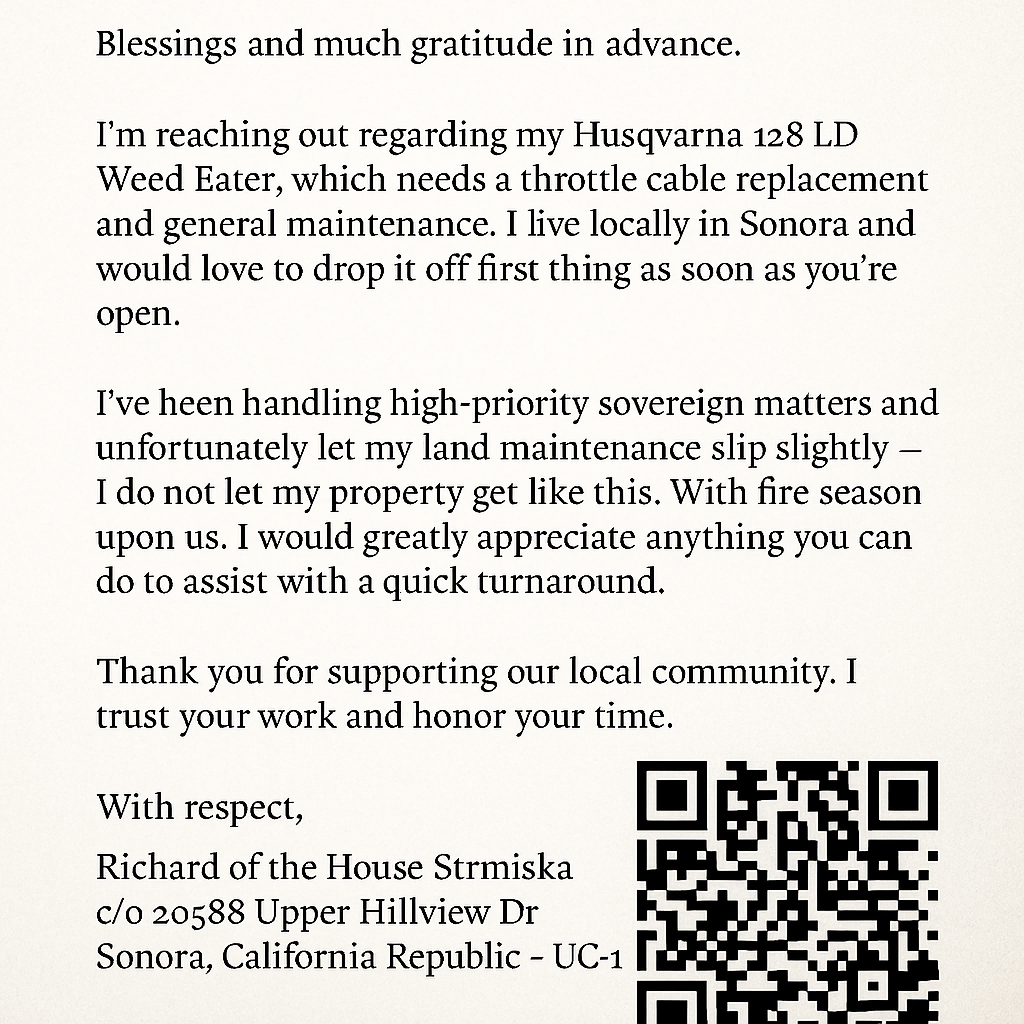 Blessings and much gratitude in advance.
I’m reaching out regarding my Husqvarna 128 LD
Weed Eater, which needs a throttle cable replacement
and general maintenance. I live locally in Sonora and
would love to drop it off first thing as soon as you’re
open.
I’ve heen handling high-priority sovereign matters and
unfortunately let my land maintenance slip slightly —
I do not let my property get like this. With fire season
upon us. I would greatly appreciate anything you can
do to assist with a quick turnaround.
Thank you for supporting our local community. I
trust your work and honor your time.
With respect,
Richard of the House Strmiska
c/o 20588 Upper Hillview Dr
Sonora, California Republic – UC-1